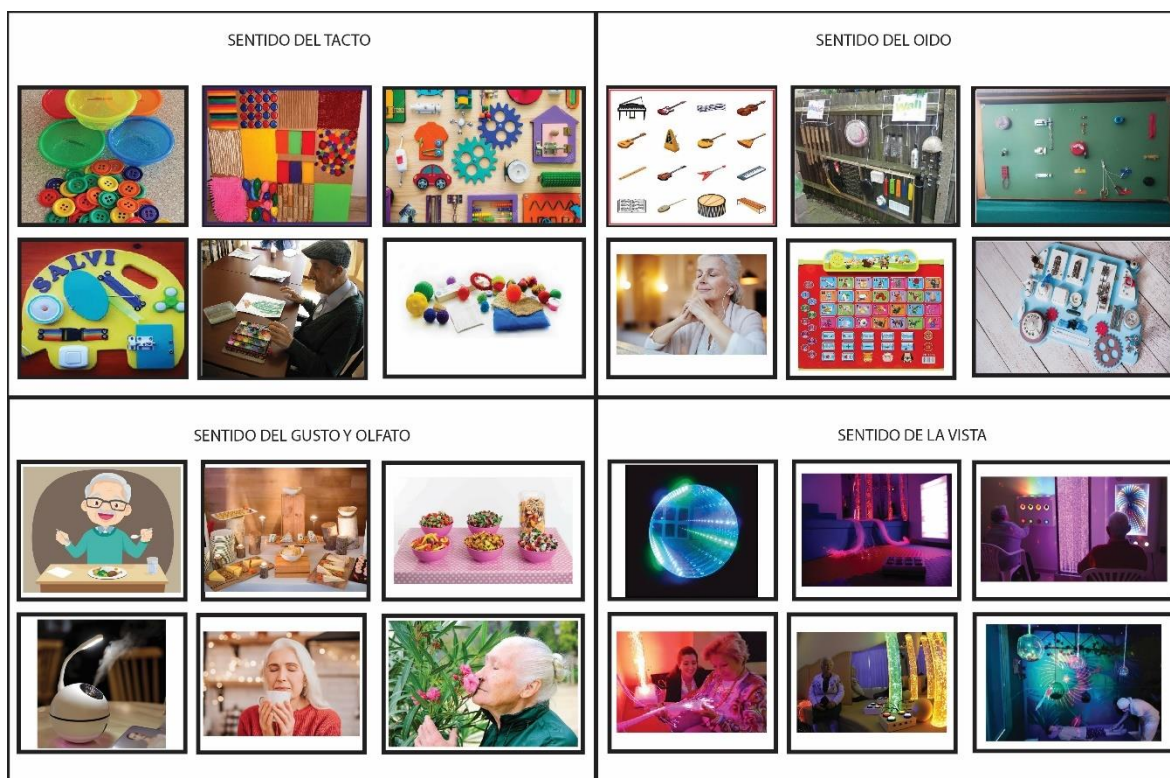 SENTIDO DEL TACTO
SENTIDO DEL OIDO
SALVI
SENTIDO DEL GUSTO Y OLFATO
SENTIDO DE LA VISTA